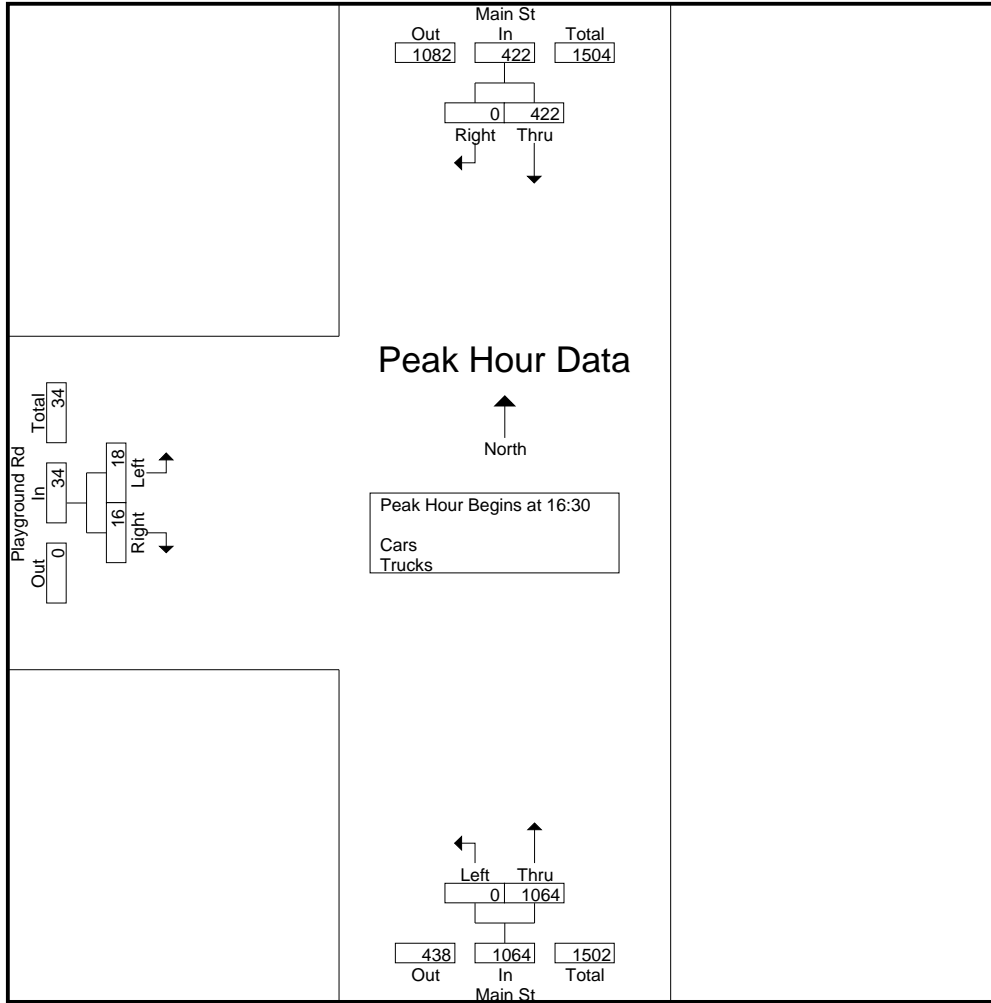 Main St
Out In Total
1082 422 1504
0 422
Right Thru
Peak Hour Data
North
Peak Hour Begins at 16:30
Cars
Trucks
Playground Rd
Out In Total
0 34 34
16 18
Right Left
Left Thru
0 1064
438 1064 1502
Out In Total
Main St